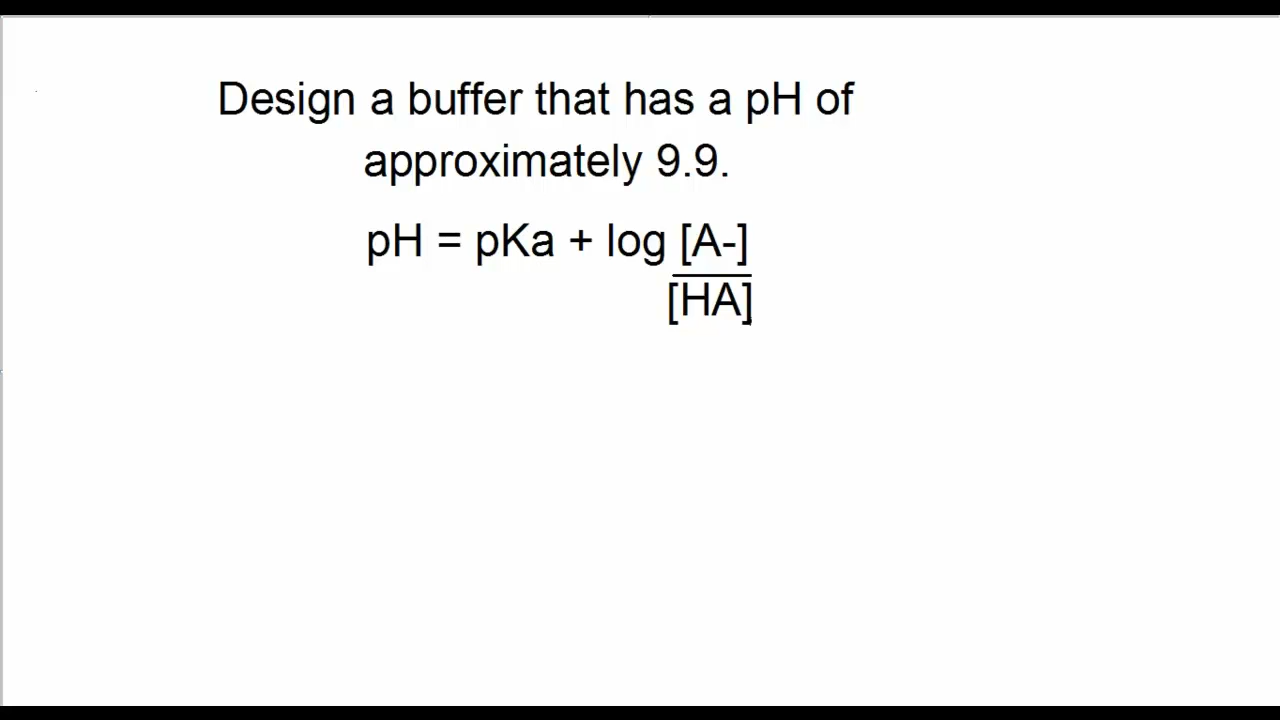 Design a buffer that has a pH of
approximately 9.9.
pH = pKa + log [A-]
[HA]